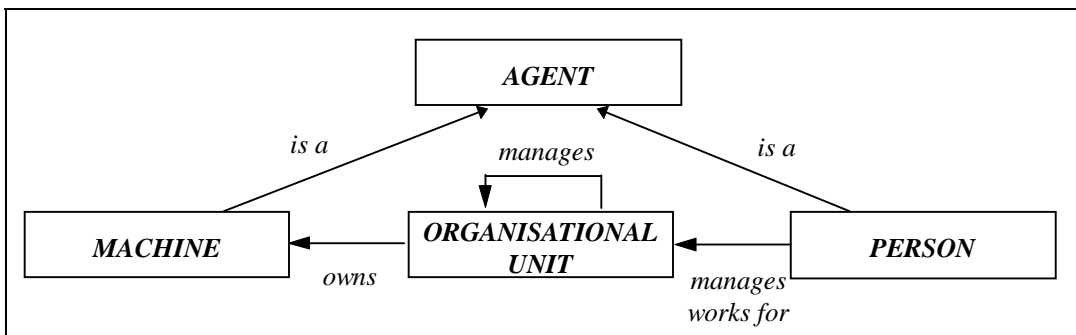 AGENT
is a
manages
is a
MACHINE
ORGANISATIONAL
UNIT
PERSON
owns
manages
works for